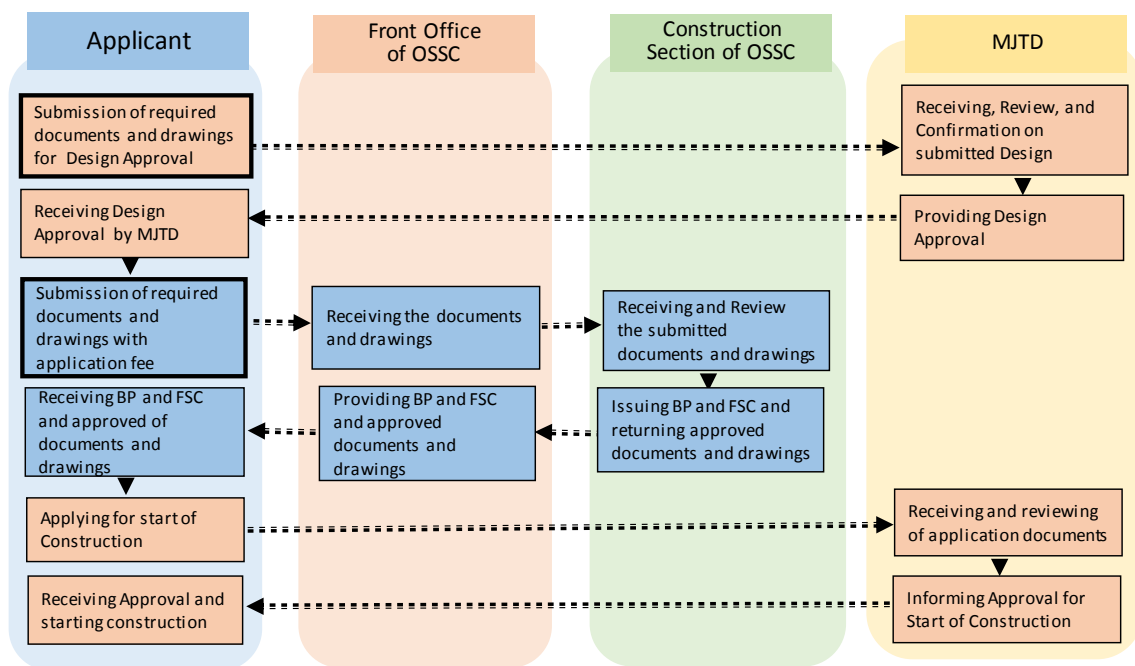 Applicant
Front Office
of OSSC
Construction
Section of OSSC
MJTD
Submission of required
documents and drawings
for Design Approval
Receiving, Review, and
Confirmation on
submitted Design
Receiving Design
Approval by MJTD
Providing Design
Approval
Submission of required
documents and
drawings with
application fee
Receiving the documents
and drawings
Receiving and Review
the submitted
documents and drawings
Receiving BP and FSC
and approved of
documents and
drawings
Providing BP and FSC
and approved
documents and
drawings
Issuing BP and FSC and
returning approved
documents and drawings
Applying for start of
Construction
Receiving and reviewing
of application documents
Receiving Approval and
starting construction
Informing Approval for
Start of Construction